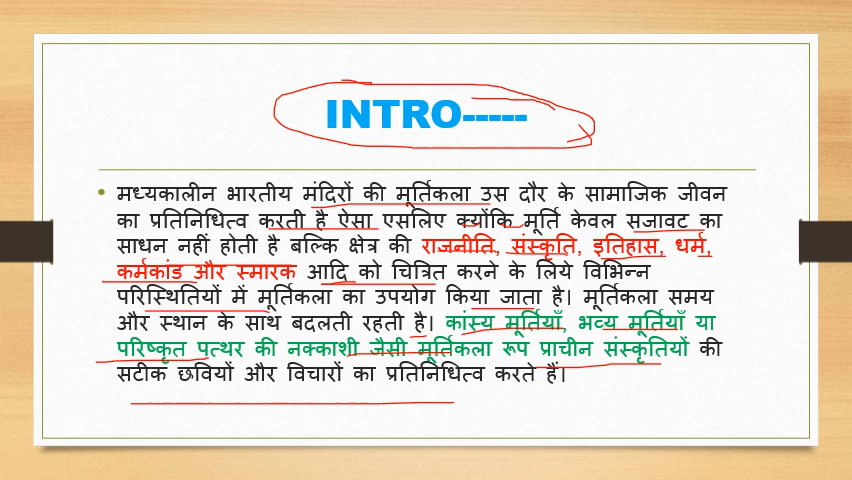 INTRO-----
मध्यकालीन भारतीय मंदिरों की मूर्तिकला उस दौर के सामाजिक जीवन
का प्रतिनिधित्व करती है ऐसा एसलिए क्योंकि मूर्ति केवल सजावट का
साधन नहीं होती है बल्कि क्षेत्र की राजनीति, संस्कृति, इतिहास, धर्म,
कर्मकांड और स्मारक आदि को चित्रित करने के लिये विभिन्न
परिस्थितियों में मूर्तिकला का उपयोग किया जाता है। मूर्तिकला समय
और स्थान के साथ बदलती रहती है। कांस्य मूर्तियाँ, भव्य मूर्तियाँ या
परिष्कृत पत्थर की नक्काशी जैसी मूर्तिकला रूप प्राचीन संस्कृतियों की
सटीक छवियों और विचारों का प्रतिनिधित्व करते हैं।